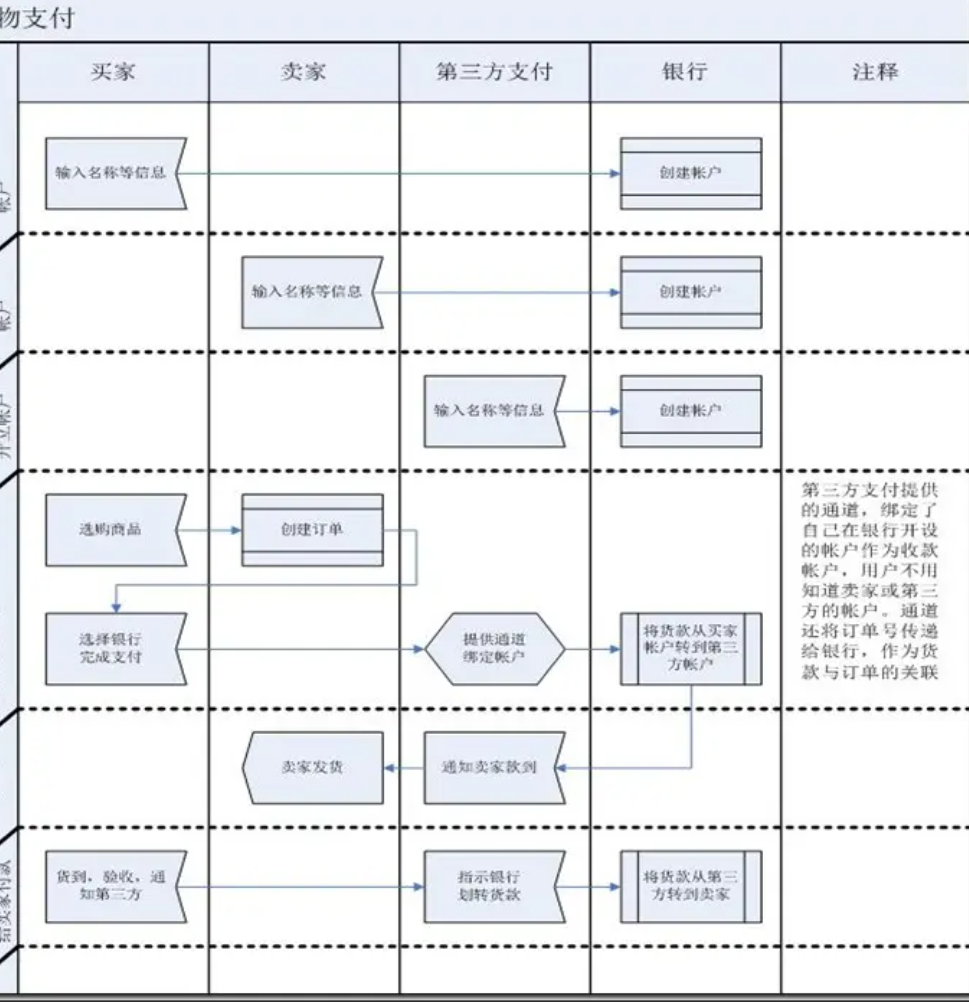 物支付
买家
卖家
第三方支付
银行
注释
帐户
输入名称等信息
创建帐户
帐户
输入名称等信息
创建帐户
开立帐户
输入名称等信息
创建帐户
选购商品
创建订单
选择银行
完成支付
提供通道
绑定帐户
将货款从买家
帐户转到第三
方帐户
第三方支付提供
的通道，绑定了
自己在银行开设
的帐户作为收款
帐户，用户不用
知道卖家或第三
方的帐户。通道
还将订单号传递
给银行，作为货
款与订单的关联
卖家发货
通知卖家款到
给卖家付款
货到，验收，通
知第三方
指示银行
划转货款
将货款从第三
方转到卖家